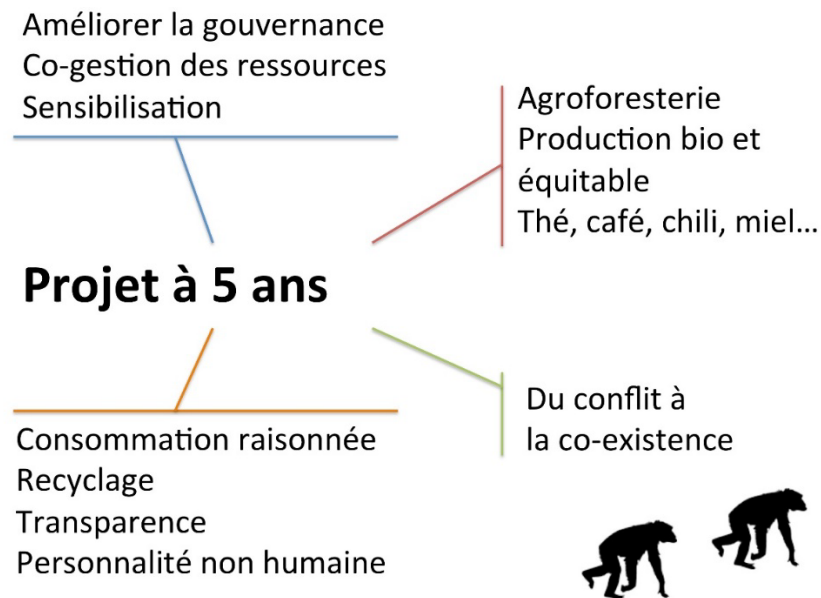 Améliorer la gouvernance
Co-gestion des ressources
Sensibilisation
Agroforesterie
Production bio et
équitable
Thé, café, chili, miel...
Projet à 5 ans
Du conflit à
la co-existence
Consommation raisonnée
Recyclage
Transparence
Personnalité non humaine